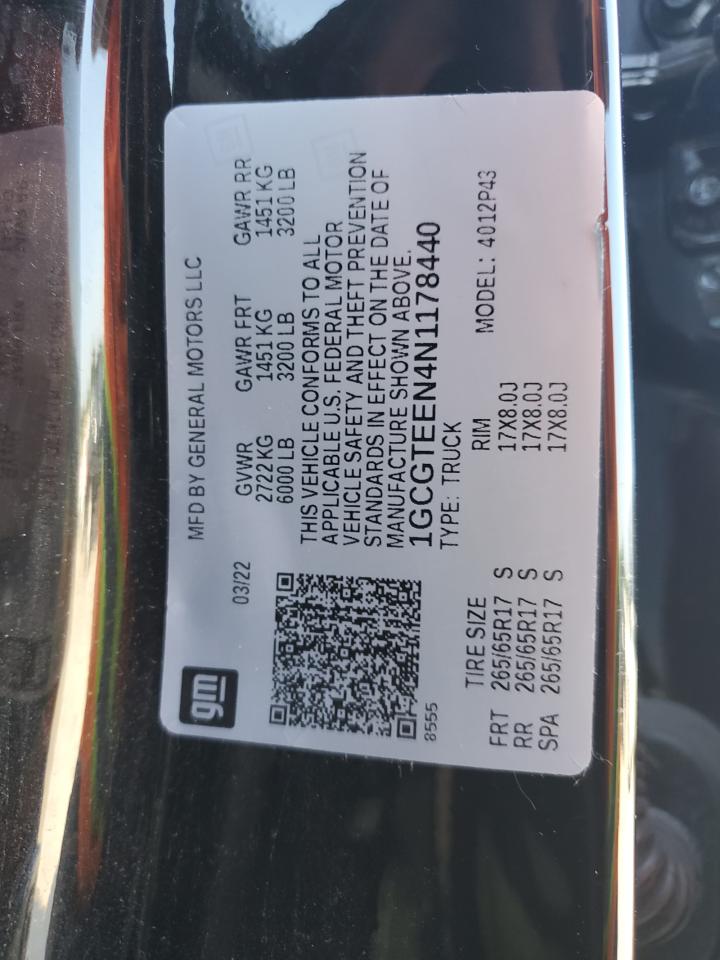 gm
MFD BY GENERAL MOTORS LLC
03/22
GVWR GAWR FRT GAWR RR
2722 KG 1451 KG 1451 KG
6000 LB 3200 LB 3200 LB
THIS VEHICLE CONFORMS TO ALL
APPLICABLE U.S. FEDERAL MOTOR
VEHICLE SAFETY AND THEFT PREVENTION
STANDARDS IN EFFECT ON THE DATE OF
MANUFACTURE SHOWN ABOVE.
1GCGTEEN4N1178440
8555
TYPE: TRUCK
MODEL: 4012P43
TIRE SIZE RIM
FRT 265/65R17 S 17X8.0J
RR 265/65R17 S 17X8.0J
SPA 265/65R17 S 17X8.0J